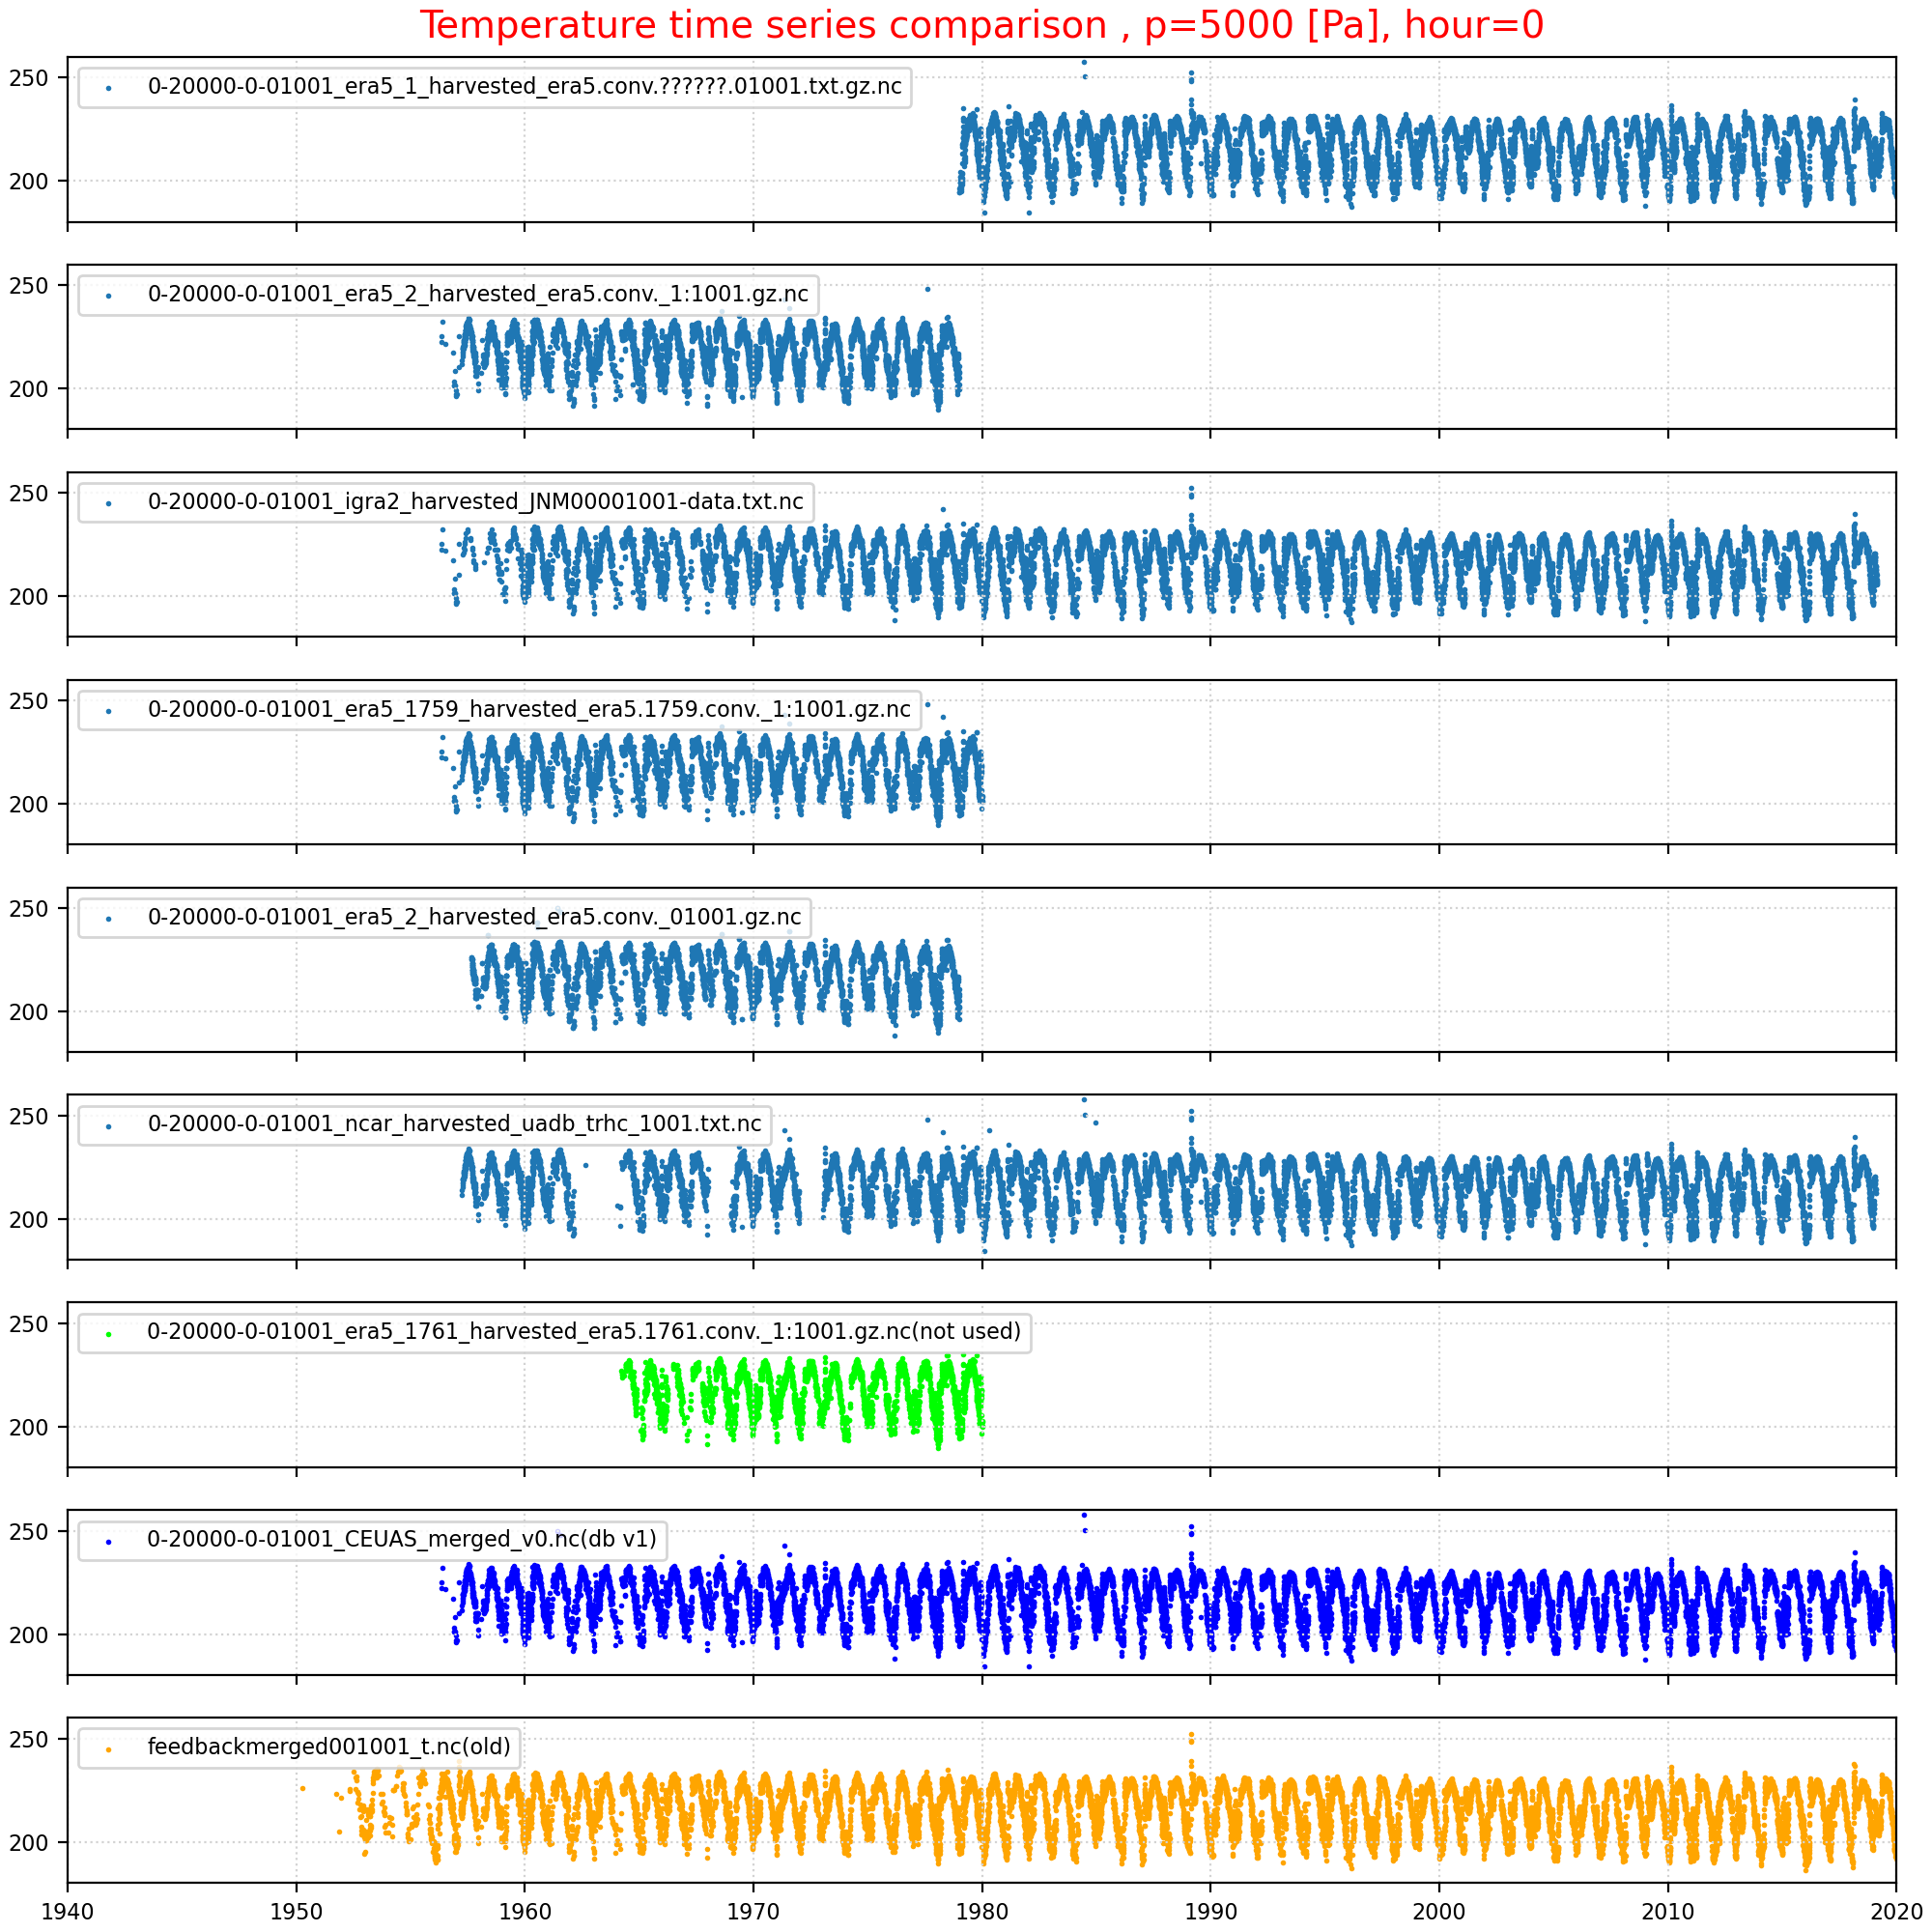 Temperature time series comparison , p=5000 [Pa], hour=0
250
0-20000-0-01001_era5_1_harvested_era5.conv.??????.01001.txt.gz.nc
200
250
0-20000-0-01001_era5_2_harvested_era5.conv._1:1001.gz.nc
200
250
0-20000-0-01001_igra2_harvested_JNM00001001-data.txt.nc
200
250
0-20000-0-01001_era5_1759_harvested_era5.1759.conv._1:1001.gz.nc
200
250
0-20000-0-01001_era5_2_harvested_era5.conv._01001.gz.nc
200
250
0-20000-0-01001_ncar_harvested_uadb_trhc_1001.txt.nc
200
250
0-20000-0-01001_era5_1761_harvested_era5.1761.conv._1:1001.gz.nc(not used)
200
250
0-20000-0-01001_CEUAS_merged_v0.nc(db v1)
200
250
feedbackmerged001001_t.nc(old)
200
1940 1950 1960 1970 1980 1990 2000 2010 2020